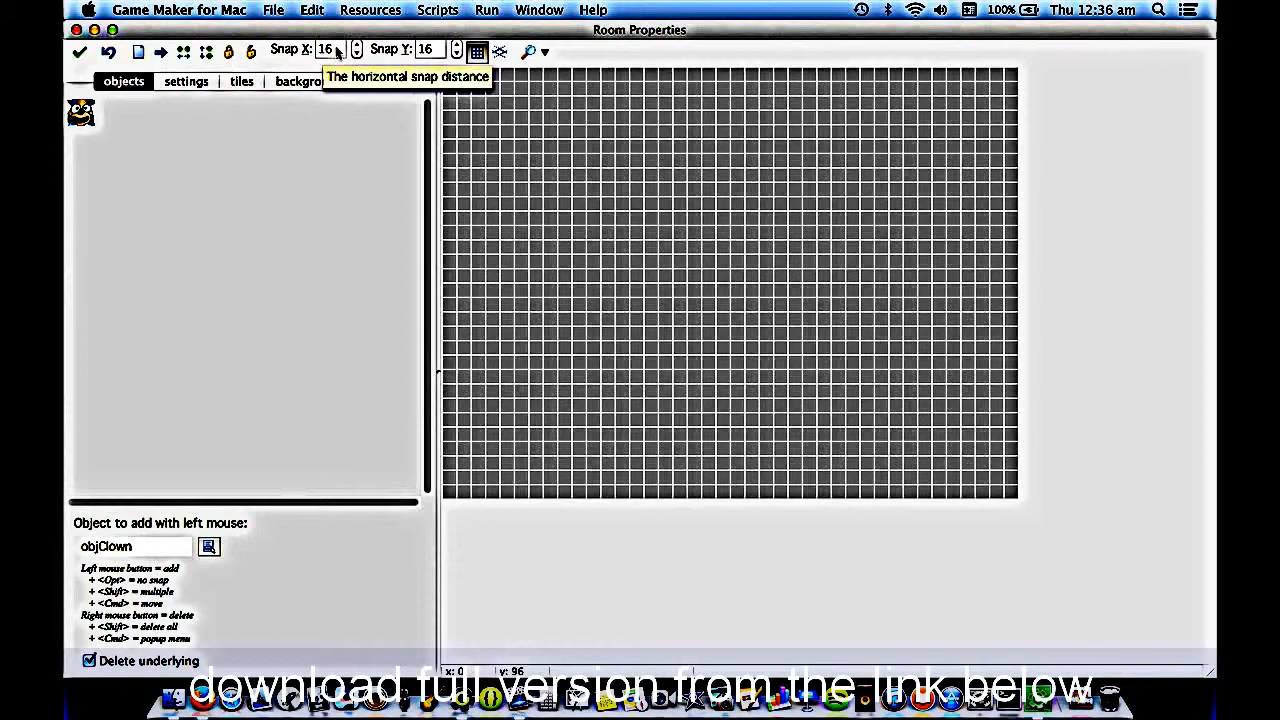 Game Maker for Mac File Edit Resources Scripts Run Window Help 100% Thu 12:36 am
Room Properties
Snap X: 16 Snap Y: 16
The horizontal snap distance
objects settings tiles backgro
Object to add with left mouse:
objClown
Left mouse button = add
+ <Opt> = no snap
+ <Shift> = multiple
+ <Cmd> = move
Right mouse button = delete
+ <Shift> = delete all
+ <Cmd> = popup menu
Delete underlying
x: 0 y: 96
download full version from the link below